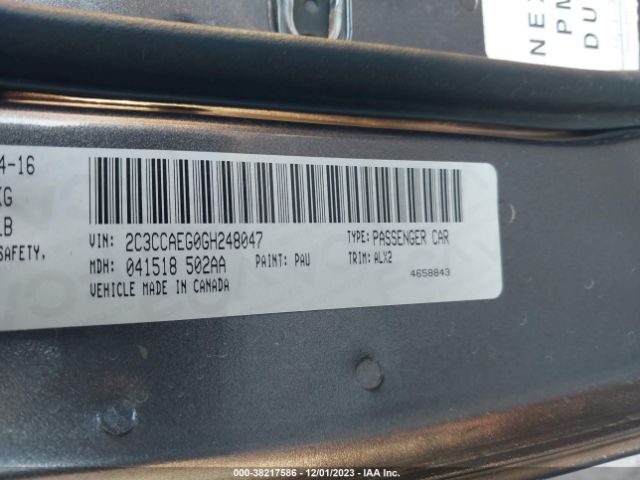 NEX
PM
DU
4-16
KG
LB
SAFETY,
VIN: 2C3CCAEG0GH248047
TYPE: PASSENGER CAR
MDH: 041518 502AA
PAINT: PAU
TRIM: ALX2
VEHICLE MADE IN CANADA
4658843
000-38217586 - 12/01/2023 - IAA Inc.